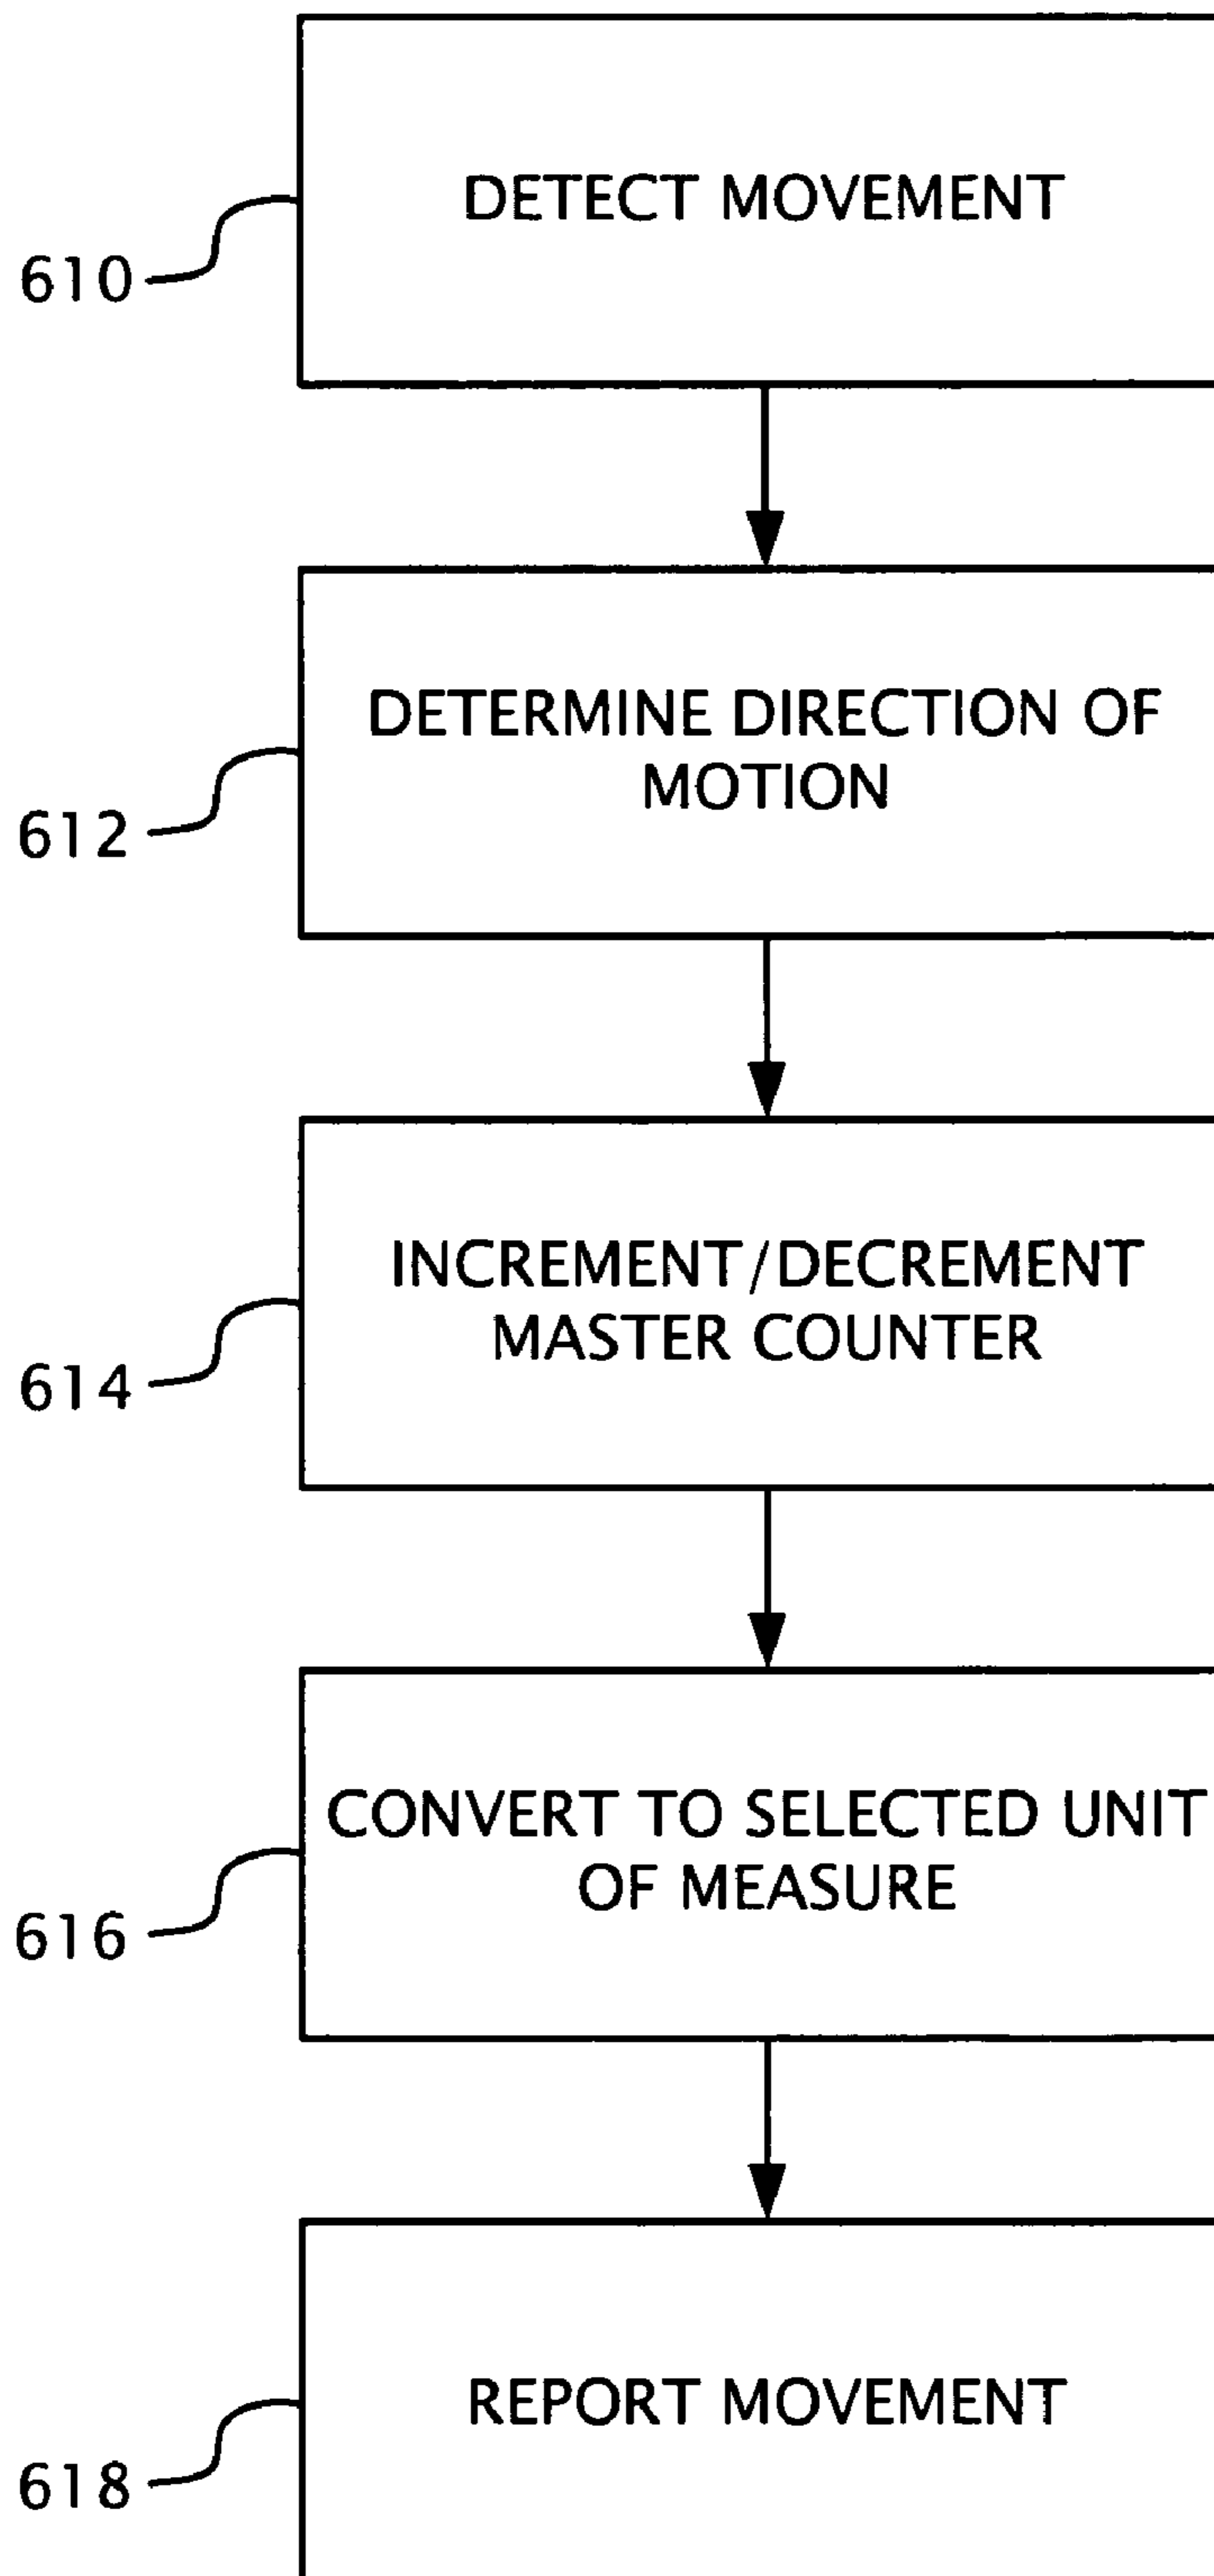 DETECT MOVEMENT
610
DETERMINE DIRECTION OF
MOTION
612
INCREMENT/DECREMENT
MASTER COUNTER
614
CONVERT TO SELECTED UNIT
OF MEASURE
616
REPORT MOVEMENT
618